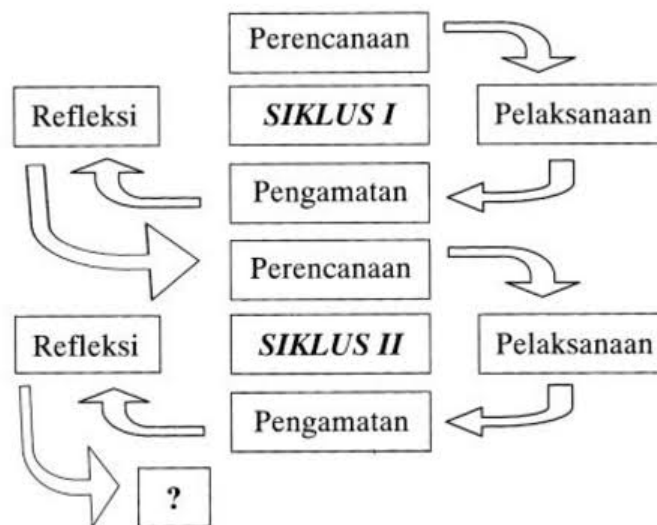 Perencanaan
Refleksi
SIKLUS I
Pelaksanaan
Pengamatan
Perencanaan
Refleksi
SIKLUS II
Pelaksanaan
Pengamatan
?